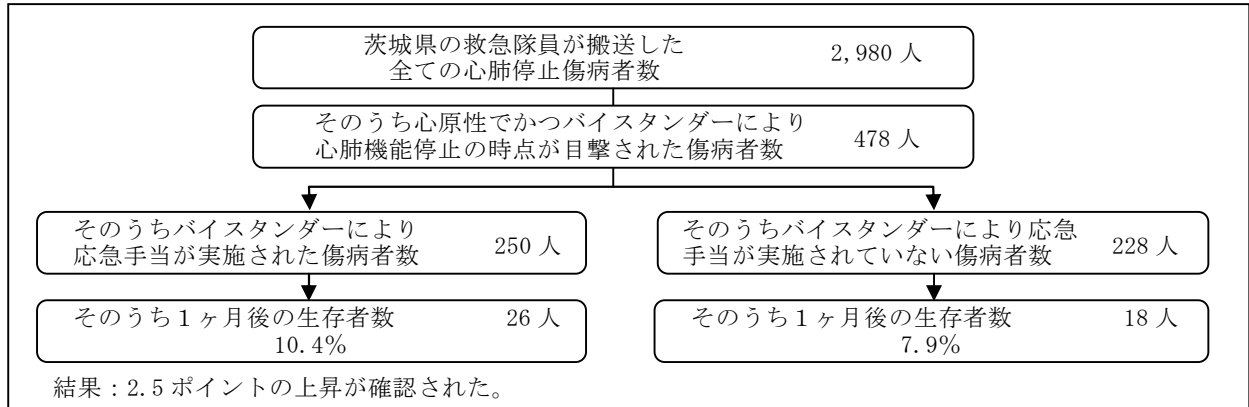 茨城県の救急隊員が搬送した
全ての心肺停止傷病者数
2,980 人
そのうち心原性でかつバイスタンダーにより
心肺機能停止の時点が目撃された傷病者数
478 人
そのうちバイスタンダーにより
応急手当が実施された傷病者数
250 人
そのうちバイスタンダーにより応急
手当が実施されていない傷病者数
228 人
そのうち1ヶ月後の生存者数
26 人
10.4%
そのうち1ヶ月後の生存者数
18 人
7.9%
結果：2.5 ポイントの上昇が確認された。